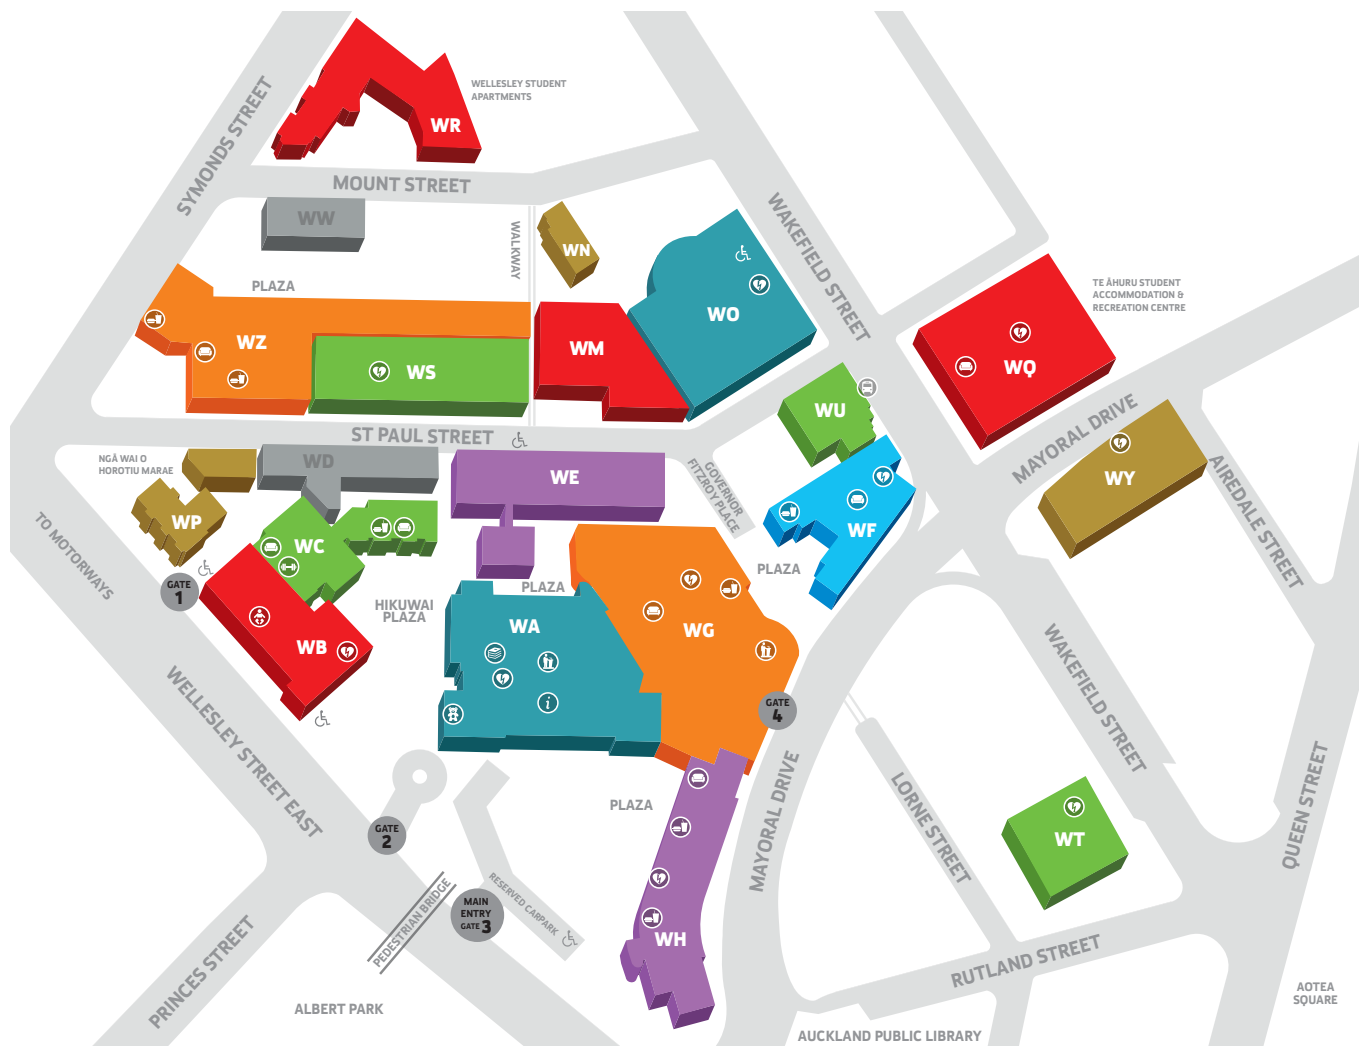 WELLESLEY STUDENT
APARTMENTS
WR
SYMONDS STREET
MOUNT STREET
WW
WALKWAY
WN
WAKEFIELD STREET
WO
PLAZA
WZ
WS
WM
TE ĀHURU STUDENT
ACCOMMODATION &
RECREATION CENTRE
WQ
WU
MAYORAL DRIVE
ST PAUL STREET
NGĀ WAI O
HOROTIU MARAE
WD
WE
GOVERNOR
FITZROY PLACE
WY
AIREDALE STREET
WP
WC
WF
TO MOTORWAYS
GATE
1
PLAZA
PLAZA
HIKUWAI
PLAZA
WA
WG
WB
i
GATE
4
WAKEFIELD STREET
WELLESLEY STREET EAST
MAYORAL DRIVE
LORNE STREET
QUEEN STREET
PLAZA
GATE
2
WT
PEDESTRIAN BRIDGE
MAIN
ENTRY
GATE 3
RESERVED CARPARK
WH
PRINCES STREET
RUTLAND STREET
ALBERT PARK
AOTEA
SQUARE
AUCKLAND PUBLIC LIBRARY